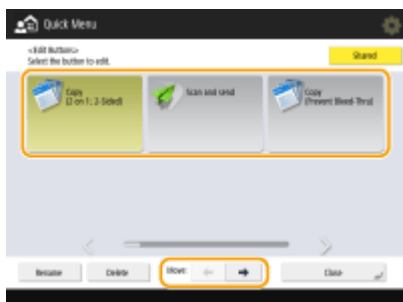 Quick Menu
<Edit Buttons>
Select the button to edit.
Shared
Copy
(2 on 1: 2-Sided)
Scan and send
Copy
(Prevent Bleed-Thru)
Rename
Delete
Move:
Close